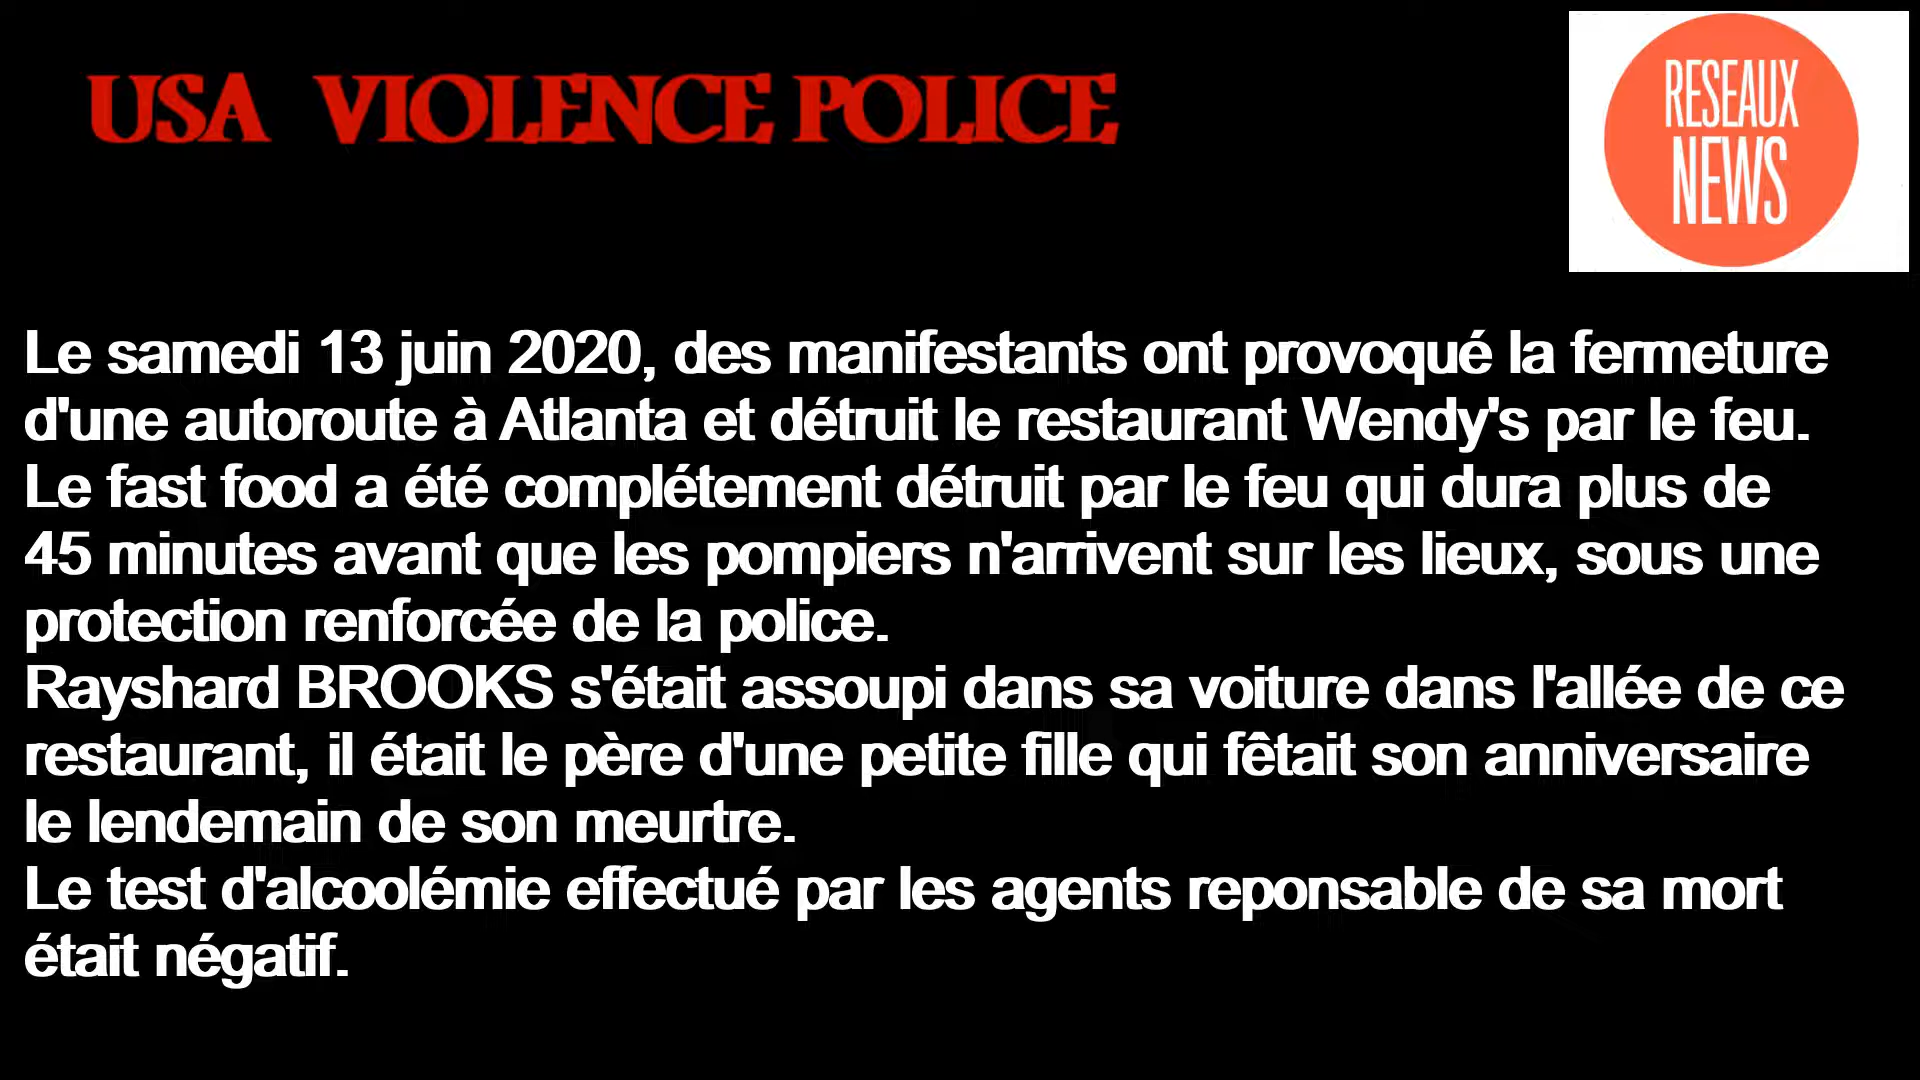 USA VIOLENCE POLICE
RESEAUX
NEWS
Le samedi 13 juin 2020, des manifestants ont provoqué la fermeture
d'une autoroute à Atlanta et détruit le restaurant Wendy's par le feu.
Le fast food a été complétement détruit par le feu qui dura plus de
45 minutes avant que les pompiers n'arrivent sur les lieux, sous une
protection renforcée de la police.
Rayshard BROOKS s'était assoupi dans sa voiture dans l'allée de ce
restaurant, il était le père d'une petite fille qui fêtait son anniversaire
le lendemain de son meurtre.
Le test d'alcoolémie effectué par les agents reponsable de sa mort
était négatif.